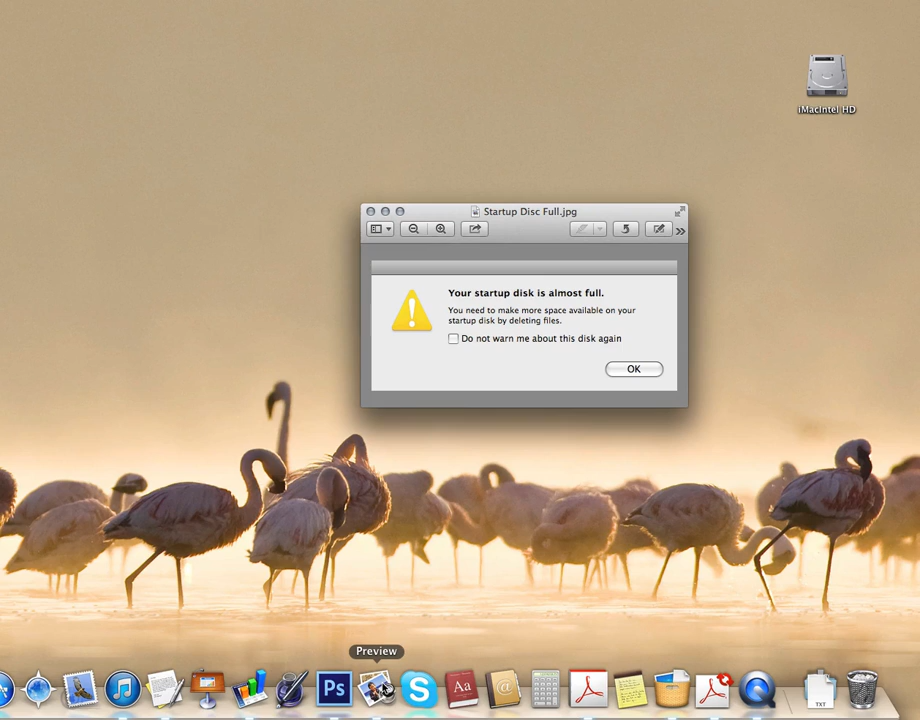 iMacIntel HD
Startup Disc Full.jpg
Your startup disk is almost full.
You need to make more space available on your
startup disk by deleting files.
Do not warn me about this disk again
OK
Preview
Ps
Aa
@
TXT